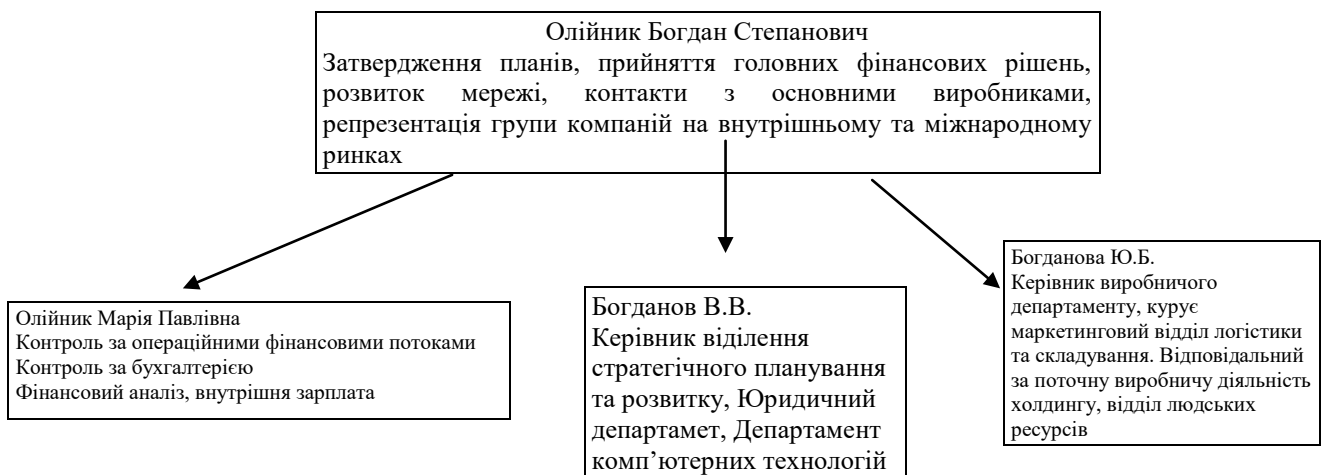 Олійник Богдан Степанович
Затвердження планів, прийняття головних фінансових рішень,
розвиток мережі, контакти з основними виробниками,
репрезентація групи компаній на внутрішньому та міжнародному
ринках
Олійник Марія Павлівна
Контроль за операційними фінансовими потоками
Контроль за бухгалтерією
Фінансовий аналіз, внутрішня зарплата
Богданов В.В.
Керівник віділення
стратегічного планування
та розвитку, Юридичний
департамет, Департамент
комп’ютерних технологій
Богданова Ю.Б.
Керівник виробничого
департаменту, курує
маркетинговий відділ логістики
та складування. Відповідальний
за поточну виробничу діяльність
холдингу, відділ людських
ресурсів